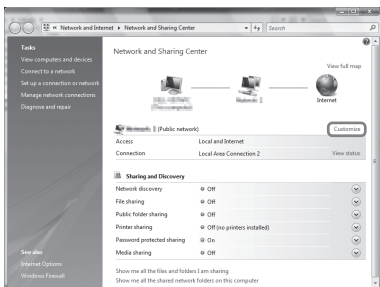 « Network and Internet ▸ Network and Sharing Center
Search
Tasks
View computers and devices
Connect to a network
Set up a connection or network
Manage network connections
Diagnose and repair
See also
Internet Options
Windows Firewall
Network and Sharing Center
View full map
Internet
(Public network)
Customize
Access Local and Internet
Connection Local Area Connection 2 View status
Sharing and Discovery
Network discovery Off
File sharing Off
Public folder sharing Off
Printer sharing Off (no printers installed)
Password protected sharing On
Media sharing Off
Show me all the files and folders I am sharing
Show me all the shared network folders on this computer